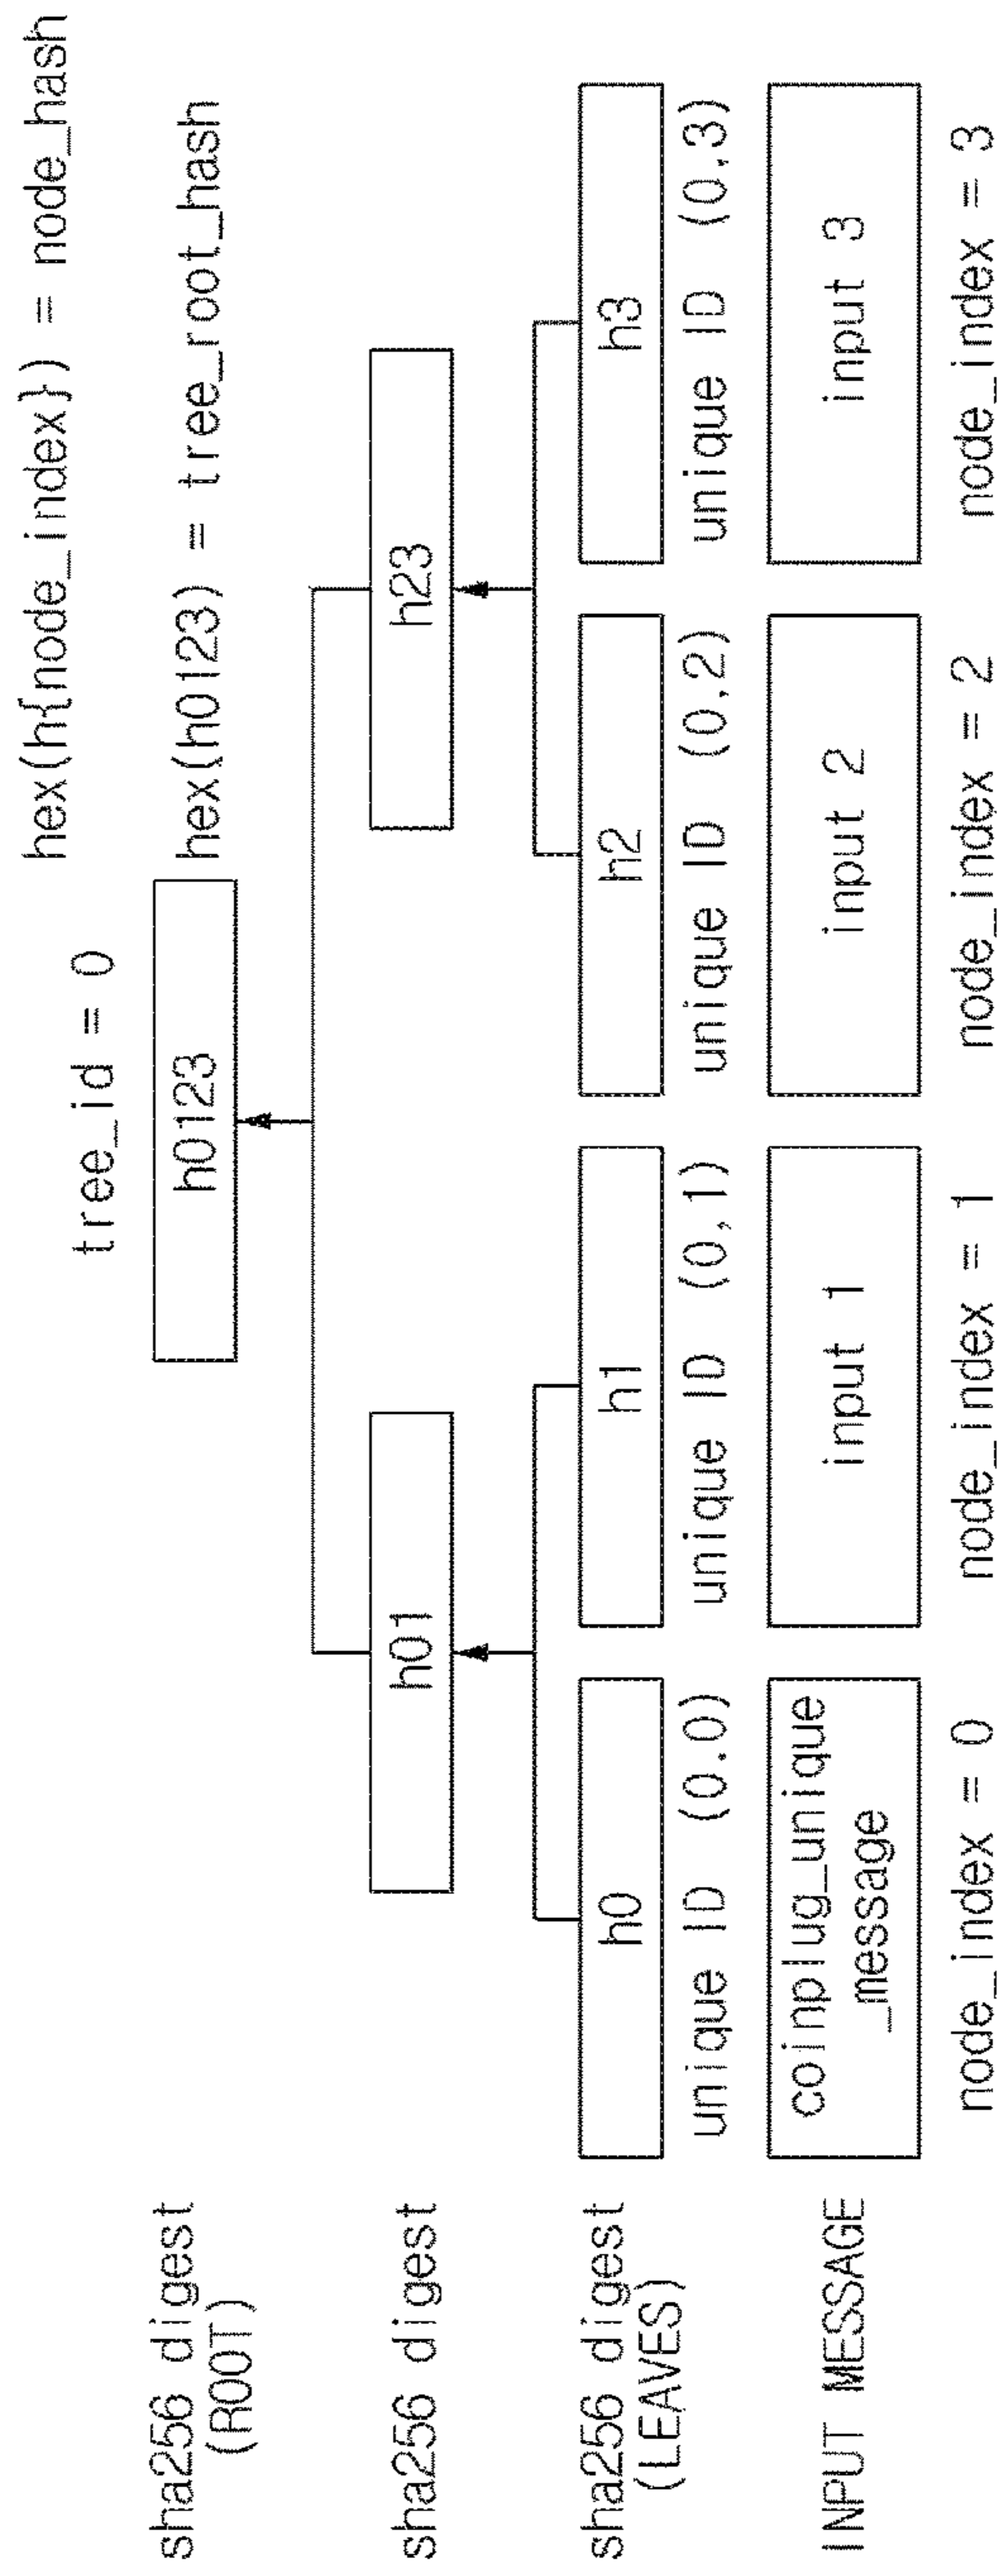 hex(h{node_index}) = node_hash
tree_id = 0
sha256 digest
(ROOT)
h0123
hex(h0123) = tree_root_hash
sha256 digest
h01
h23
sha256 digest
(LEAVES)
h0
h1
h2
h3
unique ID (0.0)
unique ID (0,1)
unique ID (0,2)
unique ID (0,3)
INPUT MESSAGE
coinplug_unique
_message
input 1
input 2
input 3
node_index = 0
node_index = 1
node_index = 2
node_index = 3